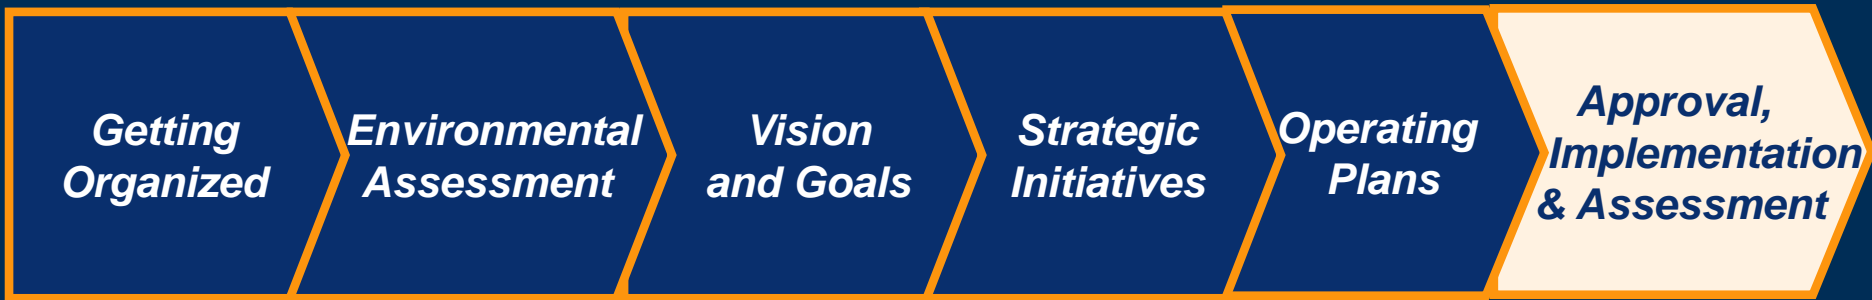 Getting
Organized
Environmental
Assessment
Vision
and Goals
Strategic
Initiatives
Operating
Plans
Approval,
Implementation
& Assessment